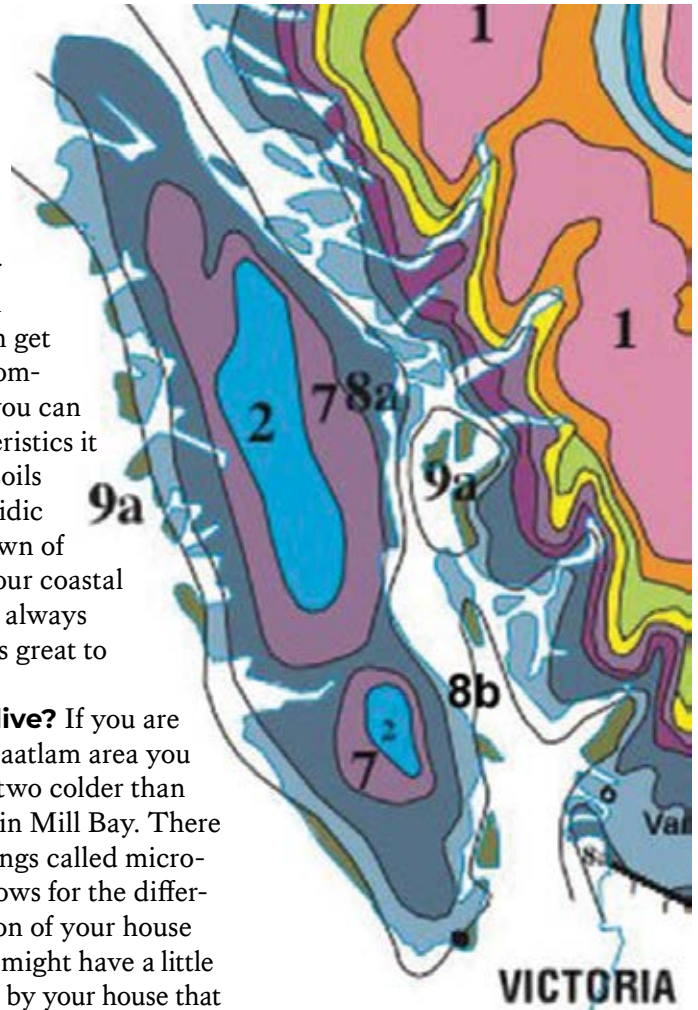 get
om-
you can
eristics it
oils
idic
wn of
our coastal
always
s great to
live? If you are
aatlam area you
two colder than
in Mill Bay. There
ngs called micro-
ows for the differ-
on of your house
might have a little
by your house that
1
1
2
7
8a
9a
9a
8b
2
7
Van
VICTORIA